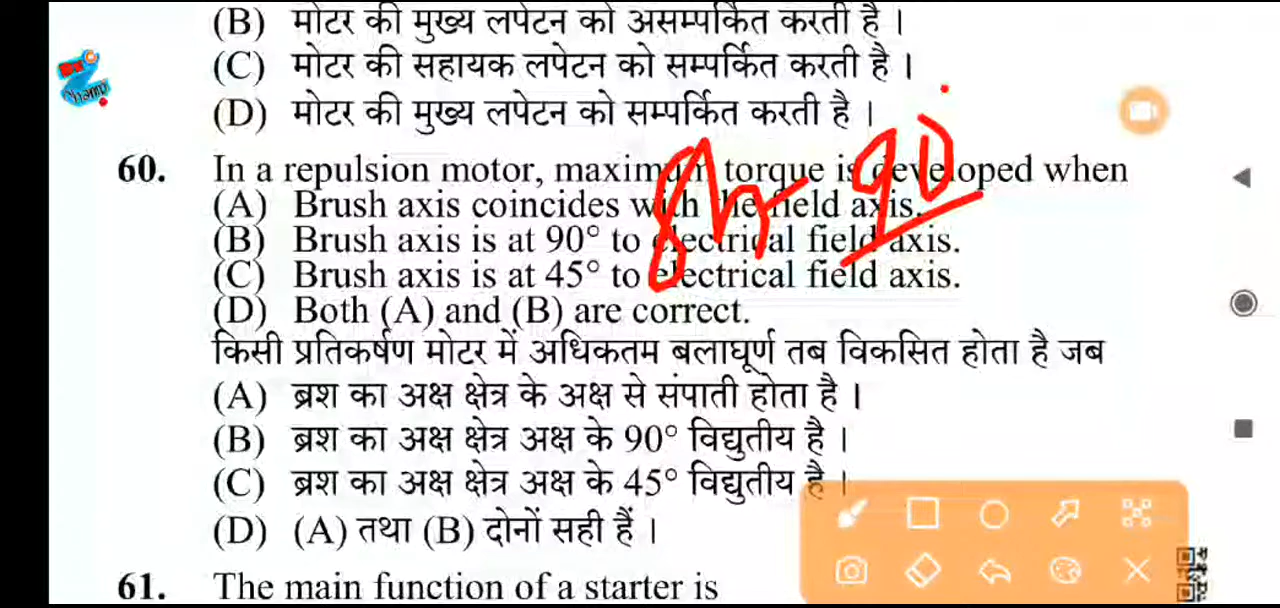 (B) मोटर की मुख्य लपेटन को असम्पर्कित करती है ।
(C) मोटर की सहायक लपेटन को सम्पर्कित करती है ।
(D) मोटर की मुख्य लपेटन को सम्पर्कित करती है ।
60. In a repulsion motor, maximum torque is developed when
(A) Brush axis coincides with the field axis.
(B) Brush axis is at 90° to electrical field axis.
(C) Brush axis is at 45° to electrical field axis.
(D) Both (A) and (B) are correct.
किसी प्रतिकर्षण मोटर में अधिकतम बलाघूर्ण तब विकसित होता है जब
(A) ब्रश का अक्ष क्षेत्र के अक्ष से संपाती होता है ।
(B) ब्रश का अक्ष क्षेत्र अक्ष के 90° विद्युतीय है ।
(C) ब्रश का अक्ष क्षेत्र अक्ष के 45° विद्युतीय है ।
(D) (A) तथा (B) दोनों सही हैं ।
61. The main function of a starter is